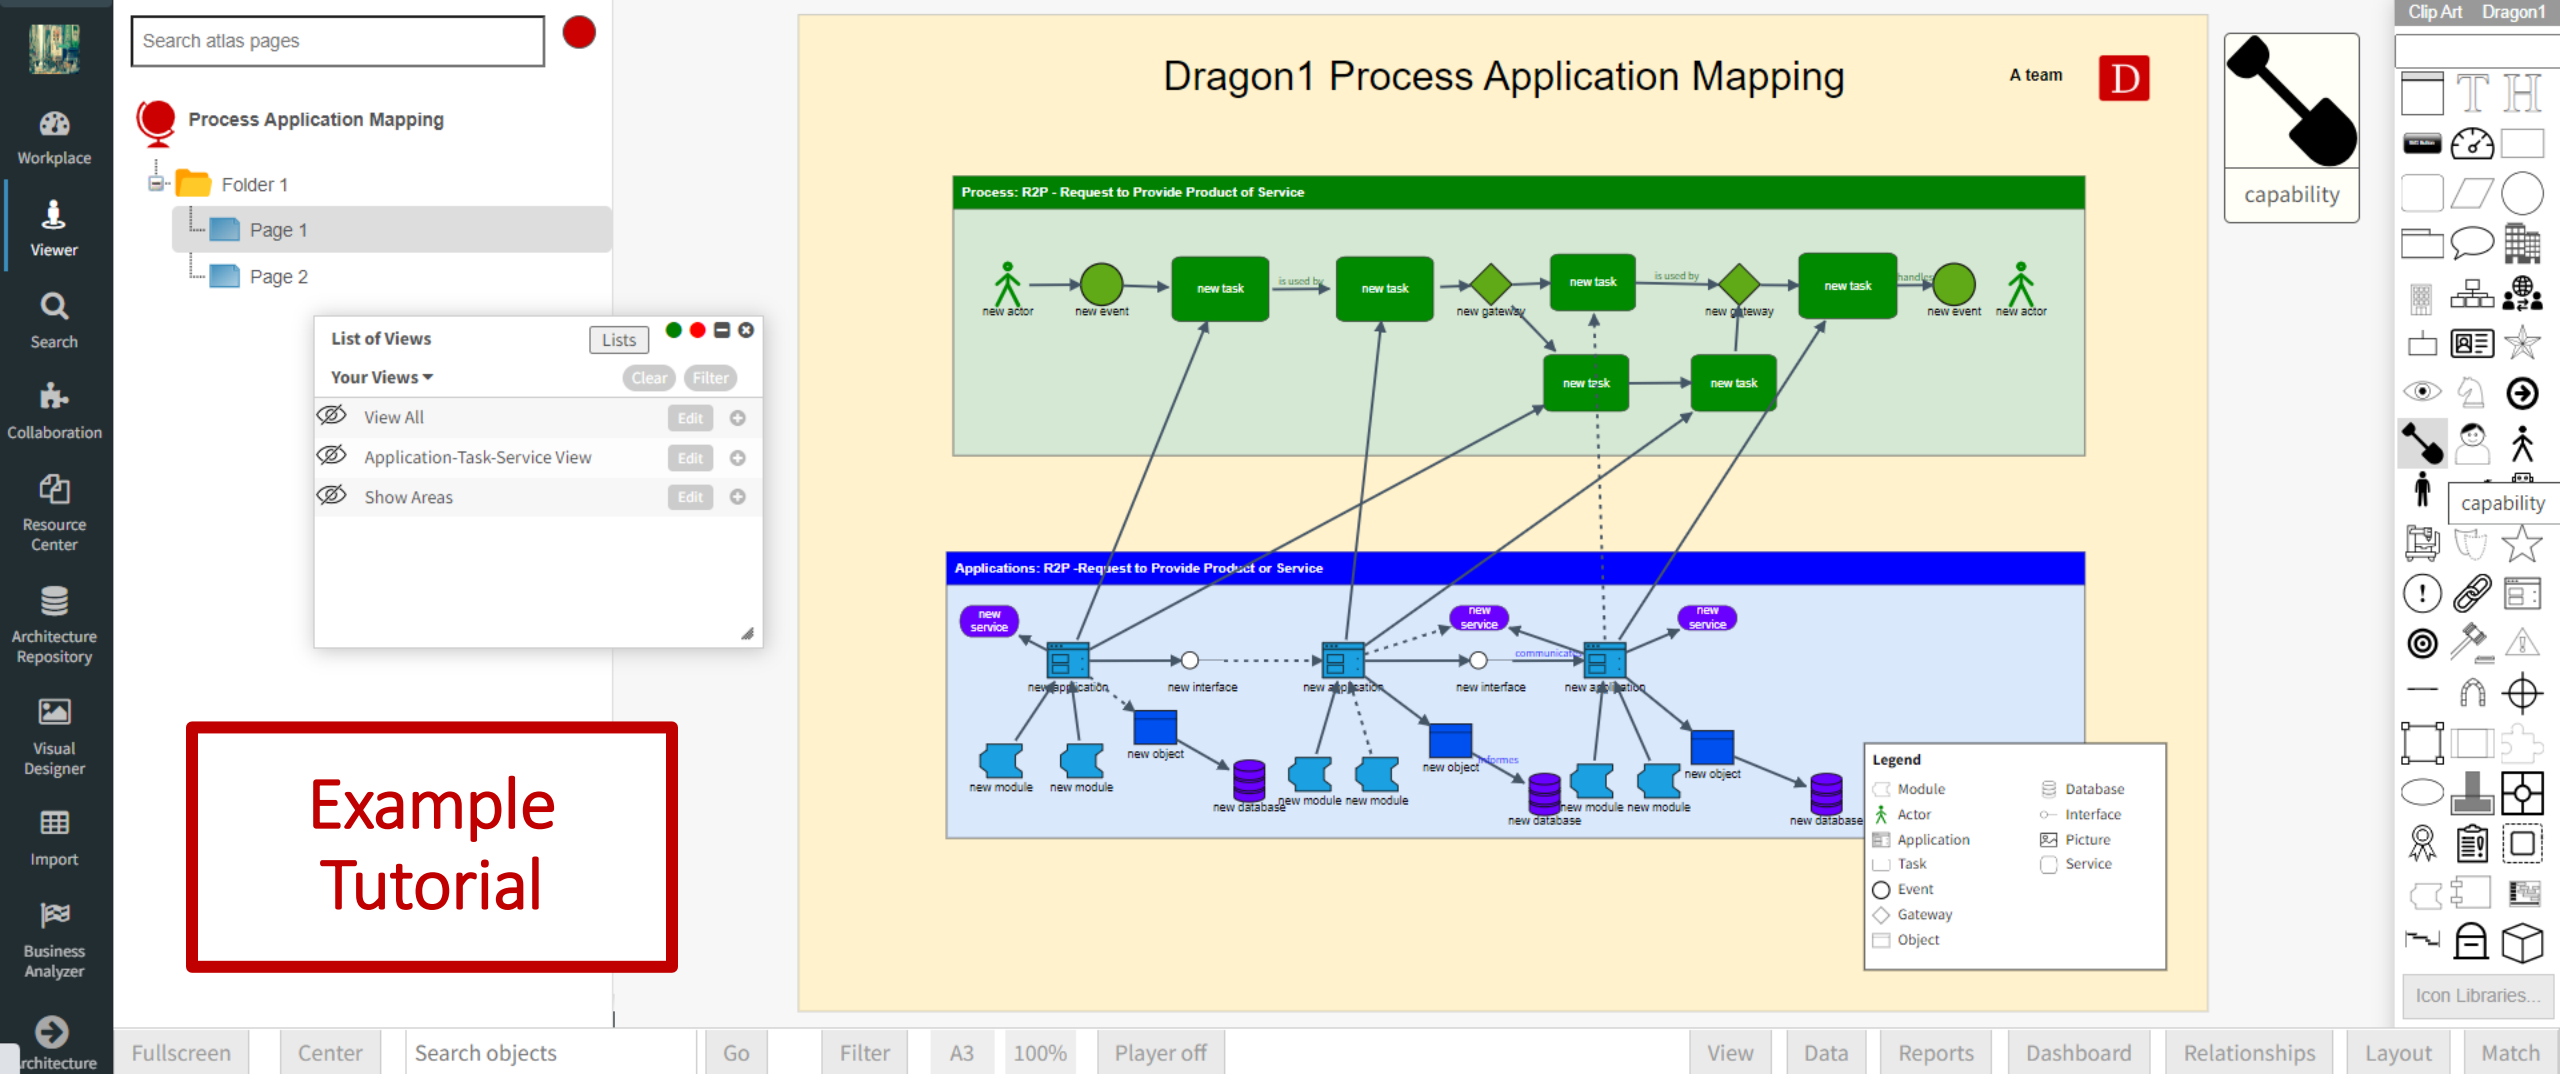 Workplace
Viewer
Search
Collaboration
Resource
Center
Architecture
Repository
Visual
Designer
Import
Business
Analyzer
rchitecture
Search atlas pages
Process Application Mapping
Folder 1
Page 1
Page 2
List of Views
Lists
Your Views
Clear
Filter
View All
Edit
Application-Task-Service View
Edit
Show Areas
Edit
Example
Tutorial
Dragon1 Process Application Mapping
A team
D
Process: R2P - Request to Provide Product of Service
new actor
new event
new task
is used by
new task
new gateway
new task
is used by
new gateway
new task
handles
new event
new actor
new task
new task
Applications: R2P -Request to Provide Product or Service
new
service
new
service
new
service
communicat
new application
new interface
new application
new interface
new application
new object
new object
informes
new object
new module
new module
new database
new module
new module
new database
new module
new module
new database
Legend
Module
Actor
Application
Task
Event
Gateway
Object
Database
Interface
Picture
Service
capability
Clip Art
Dragon1
T
H
capability
Icon Libraries...
Fullscreen
Center
Search objects
Go
Filter
A3
100%
Player off
View
Data
Reports
Dashboard
Relationships
Layout
Match